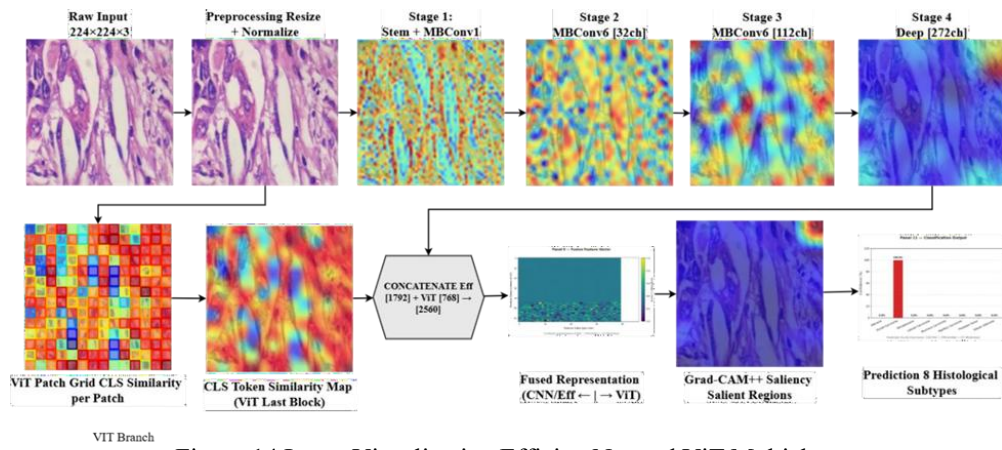 Raw Input
224×224×3
Preprocessing Resize
+ Normalize
Stage 1:
Stem + MBConv1
Stage 2
MBConv6 [32ch]
Stage 3
MBConv6 [112ch]
Stage 4
Deep [272ch]
CONCATENATE Eff
[1792] + ViT [768] →
[2560]
ViT Patch Grid CLS Similarity
per Patch
CLS Token Similarity Map
(ViT Last Block)
Fused Representation
(CNN/Eff ← | → ViT)
Grad-CAM++ Saliency
Salient Regions
Prediction 8 Histological
Subtypes
VIT Branch